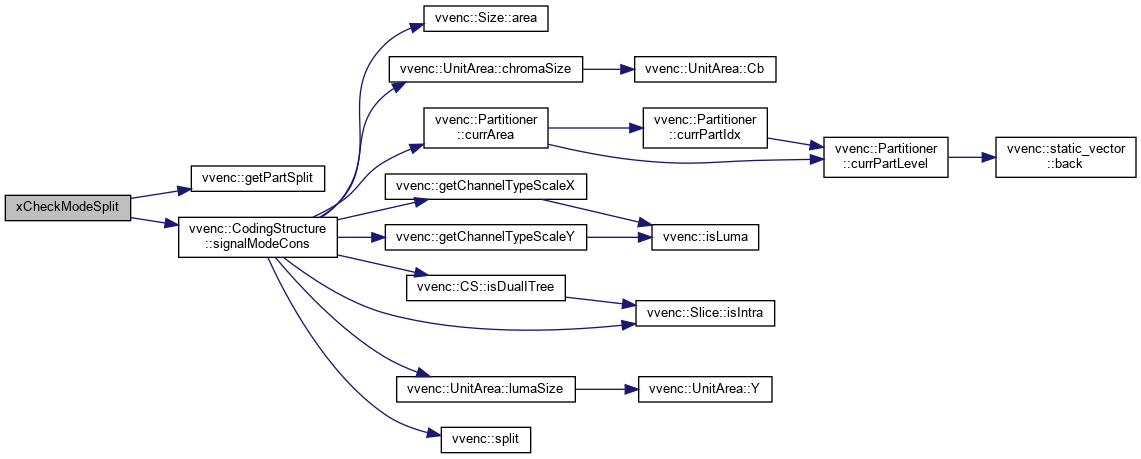 xCheckModeSplit
vvenc::getPartSplit
vvenc::CodingStructure
::signalModeCons
vvenc::Size::area
vvenc::UnitArea::chromaSize
vvenc::UnitArea::Cb
vvenc::Partitioner
::currArea
vvenc::Partitioner
::currPartIdx
vvenc::Partitioner
::currPartLevel
vvenc::static_vector
::back
vvenc::getChannelTypeScaleX
vvenc::getChannelTypeScaleY
vvenc::isLuma
vvenc::CS::isDualITree
vvenc::Slice::isIntra
vvenc::UnitArea::lumaSize
vvenc::UnitArea::Y
vvenc::split